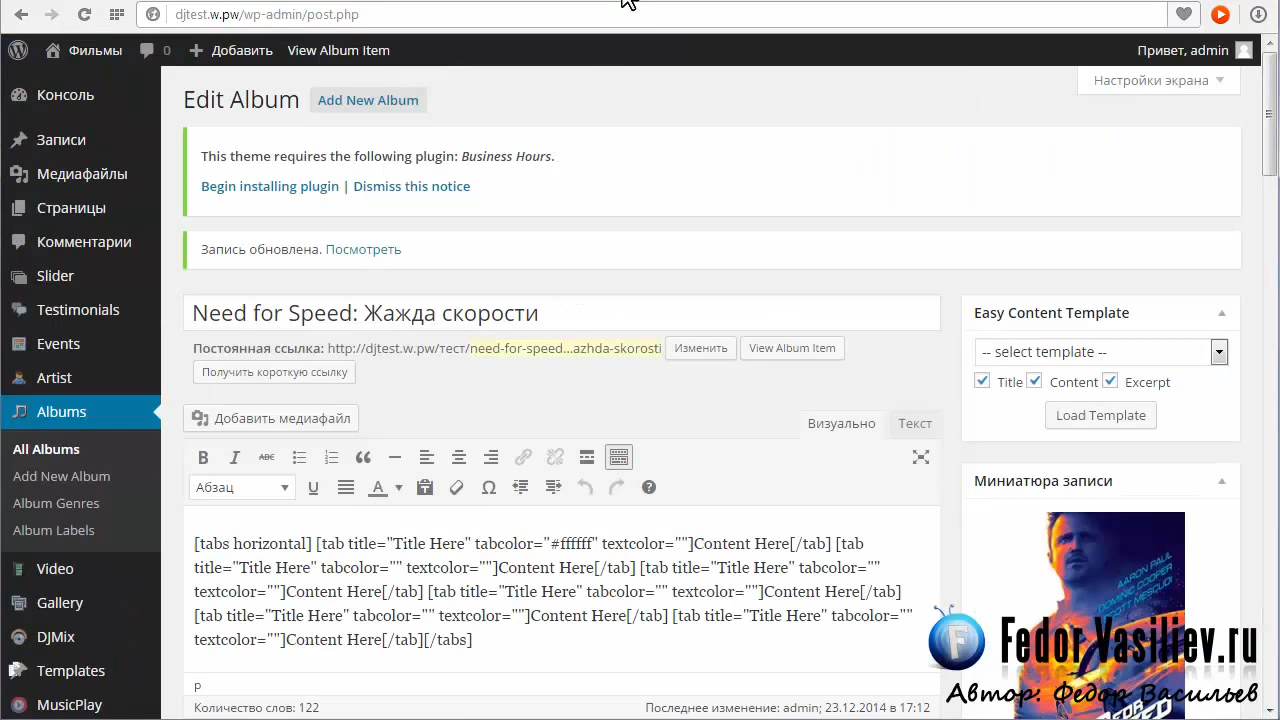 djtest.w.pw/wp-admin/post.php
Фильмы 0 Добавить View Album Item Привет, admin
Настройки экрана
Консоль
Записи
Медиафайлы
Страницы
Комментарии
Slider
Testimonials
Events
Artist
Albums
All Albums
Add New Album
Album Genres
Album Labels
Video
Gallery
DJMix
Templates
MusicPlay
Edit Album Add New Album
This theme requires the following plugin: Business Hours.
Begin installing plugin | Dismiss this notice
Запись обновлена. Посмотреть
Need for Speed: Жажда скорости
Постоянная ссылка: http://djtest.w.pw/тест/need-for-speed...azhda-skorosti Изменить View Album Item
Получить короткую ссылку
Добавить медиафайл
Визуально Текст
B I ABC
Абзац U A Ω
[tabs horizontal] [tab title="Title Here" tabcolor="#ffffff" textcolor=""]Content Here[/tab] [tab
title="Title Here" tabcolor="" textcolor=""]Content Here[/tab] [tab title="Title Here" tabcolor=""
textcolor=""]Content Here[/tab] [tab title="Title Here" tabcolor="" textcolor=""]Content Here[/tab]
[tab title="Title Here" tabcolor="" textcolor=""]Content Here[/tab] [tab title="Title Here" tabcolor=""
textcolor=""]Content Here[/tab][/tabs]
p
Количество слов: 122 Последнее изменение: admin; 23.12.2014 в 17:12
Easy Content Template
-- select template --
Title Content Excerpt
Load Template
Миниатюра записи
AARON PAUL
DOMINIC COOPER
SCOTT MESCUDI
Fedor Vasiliev.ru
Автор: Федор Васильев